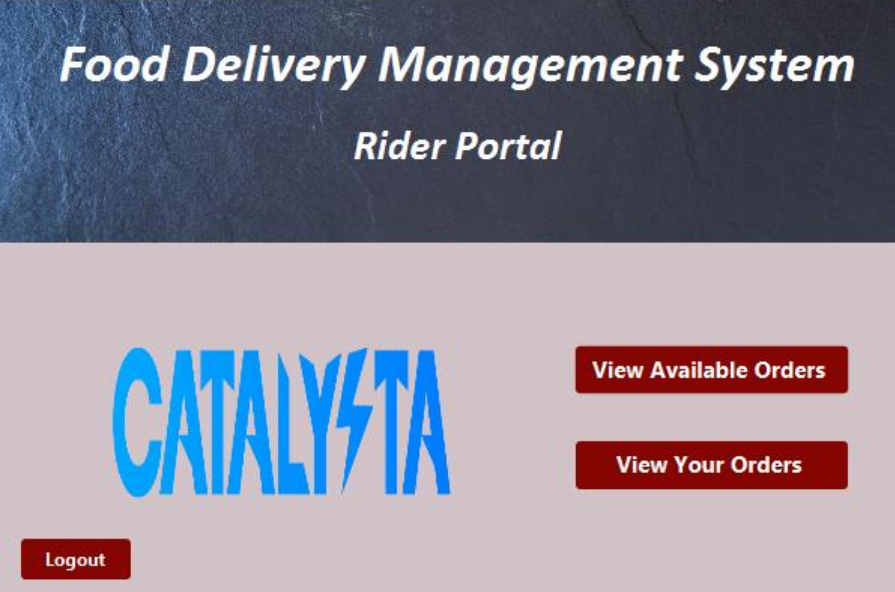 Food Delivery Management System
Rider Portal
CATALYSTA
View Available Orders
View Your Orders
Logout